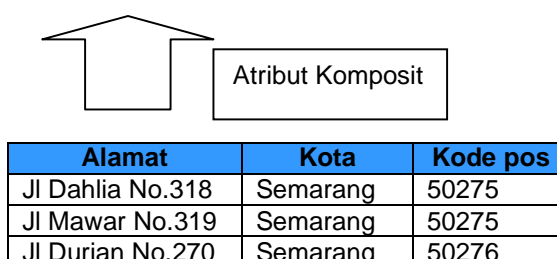 Atribut Komposit
Alamat Kota Kode pos
Jl Dahlia No.318 Semarang 50275
Jl Mawar No.319 Semarang 50275
Jl Durian No.270 Semarang 50276